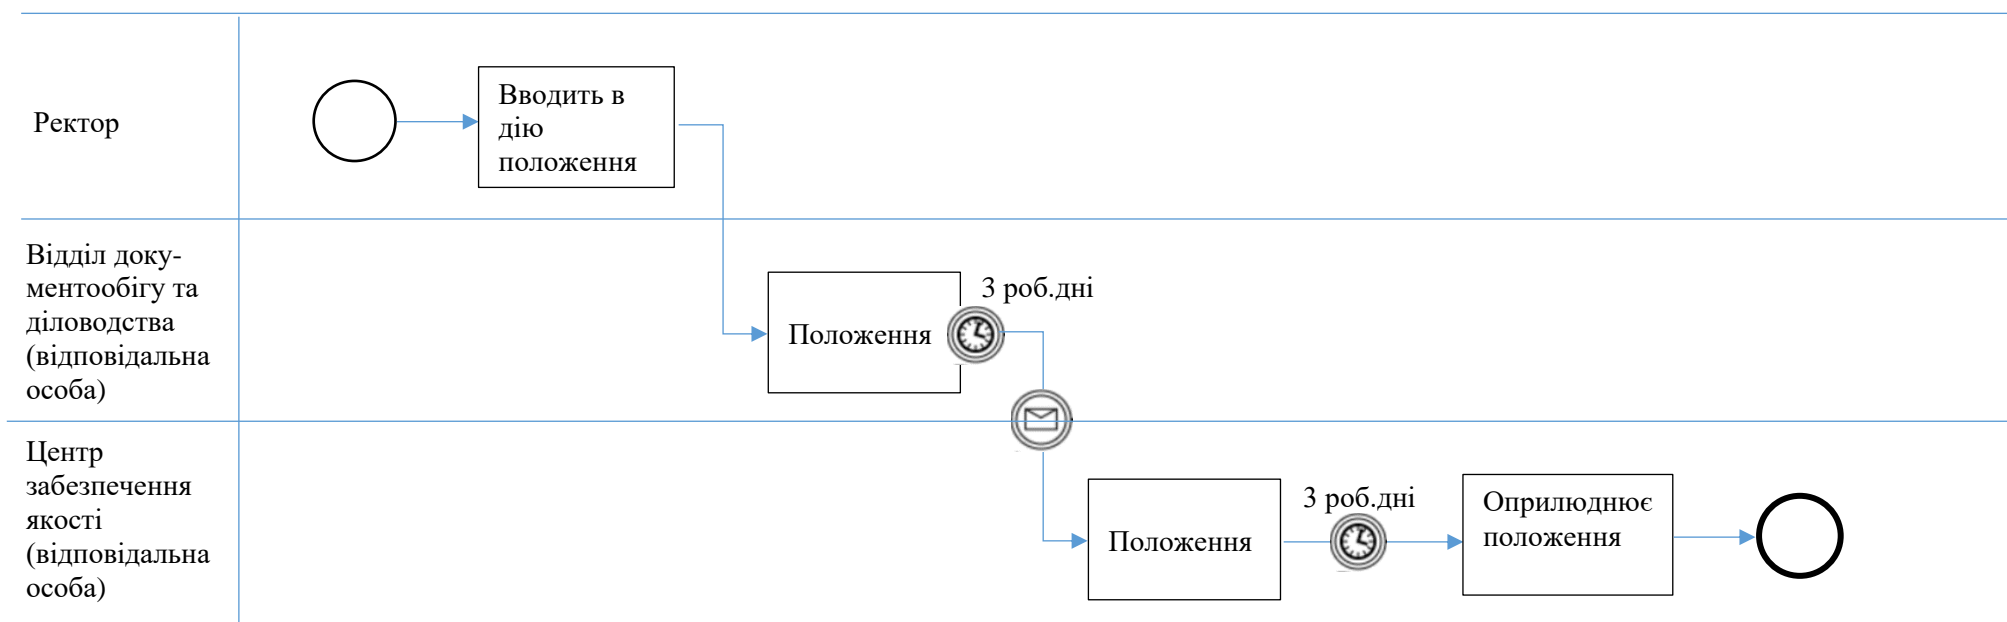 Ректор
Вводить в
дію
положення
Відділ доку-
ментообігу та
діловодства
(відповідальна
особа)
Положення
3 роб.дні
Центр
забезпечення
якості
(відповідальна
особа)
Положення
3 роб.дні
Оприлюднює
положення